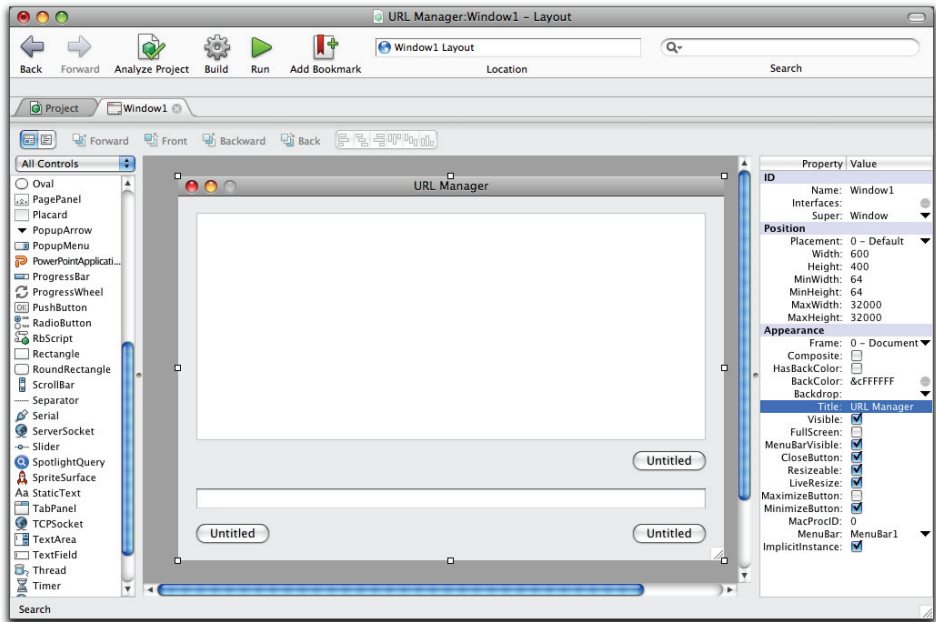 URL Manager:Window1 – Layout
Window1 Layout
Back Forward Analyze Project Build Run Add Bookmark Location Search
Project Window1
Forward Front Backward Back
All Controls
Oval
PagePanel
Placard
PopupArrow
PopupMenu
PowerPointApplicati...
ProgressBar
ProgressWheel
PushButton
RadioButton
RbScript
Rectangle
RoundRectangle
ScrollBar
Separator
Serial
ServerSocket
Slider
SpotlightQuery
SpriteSurface
Aa StaticText
TabPanel
TCPSocket
TextArea
TextField
Thread
Timer
Search
URL Manager
Untitled
Untitled Untitled
Property Value
ID
Name: Window1
Interfaces:
Super: Window
Position
Placement: 0 – Default
Width: 600
Height: 400
MinWidth: 64
MinHeight: 64
MaxWidth: 32000
MaxHeight: 32000
Appearance
Frame: 0 – Document
Composite:
HasBackColor:
BackColor: &cFFFFFF
Backdrop:
Title: URL Manager
Visible:
FullScreen:
MenuBarVisible:
CloseButton:
Resizeable:
LiveResize:
MaximizeButton:
MinimizeButton:
MacProcID: 0
MenuBar: MenuBar1
ImplicitInstance: